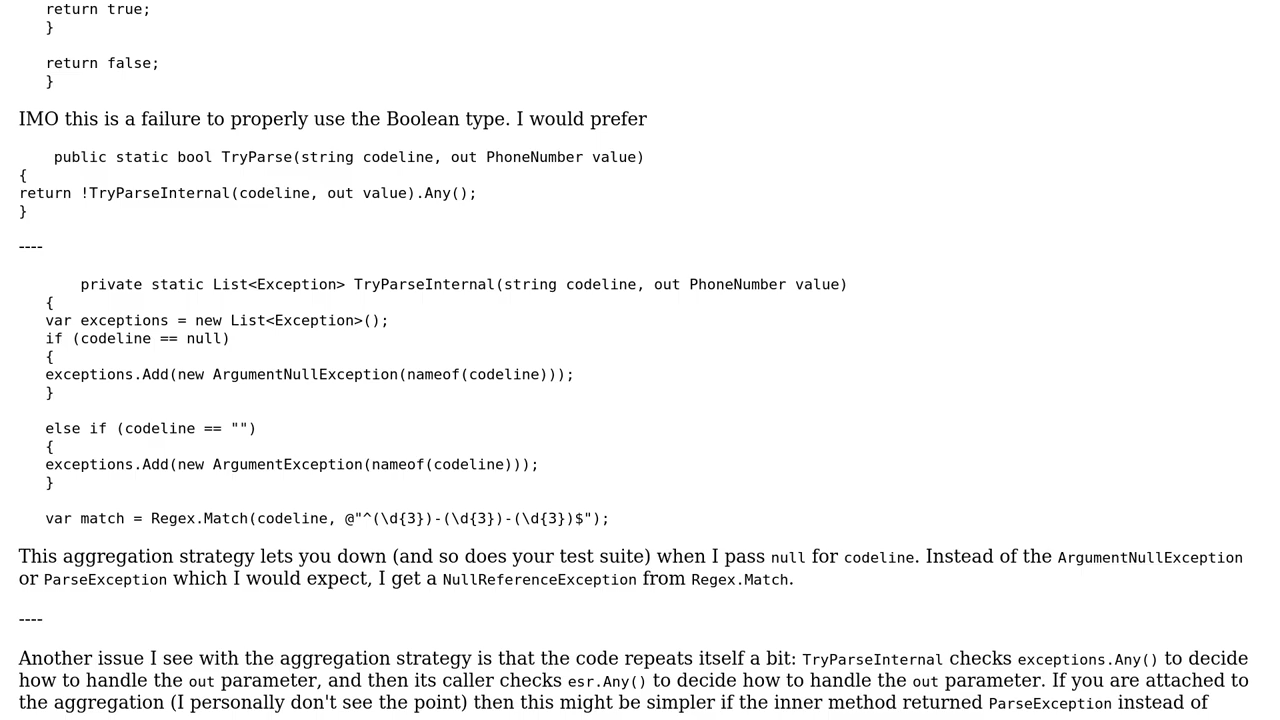 return true;
}
return false;
}
IMO this is a failure to properly use the Boolean type. I would prefer
public static bool TryParse(string codeline, out PhoneNumber value)
{
return !TryParseInternal(codeline, out value).Any();
}
----
private static List<Exception> TryParseInternal(string codeline, out PhoneNumber value)
{
var exceptions = new List<Exception>();
if (codeline == null)
{
exceptions.Add(new ArgumentNullException(nameof(codeline)));
}
else if (codeline == "")
{
exceptions.Add(new ArgumentException(nameof(codeline)));
}
var match = Regex.Match(codeline, @"^(\d{3})-(\d{3})-(\d{3})$");
This aggregation strategy lets you down (and so does your test suite) when I pass null for codeline. Instead of the ArgumentNullException
or ParseException which I would expect, I get a NullReferenceException from Regex.Match.
----
Another issue I see with the aggregation strategy is that the code repeats itself a bit: TryParseInternal checks exceptions.Any() to decide
how to handle the out parameter, and then its caller checks esr.Any() to decide how to handle the out parameter. If you are attached to
the aggregation (I personally don't see the point) then this might be simpler if the inner method returned ParseException instead of